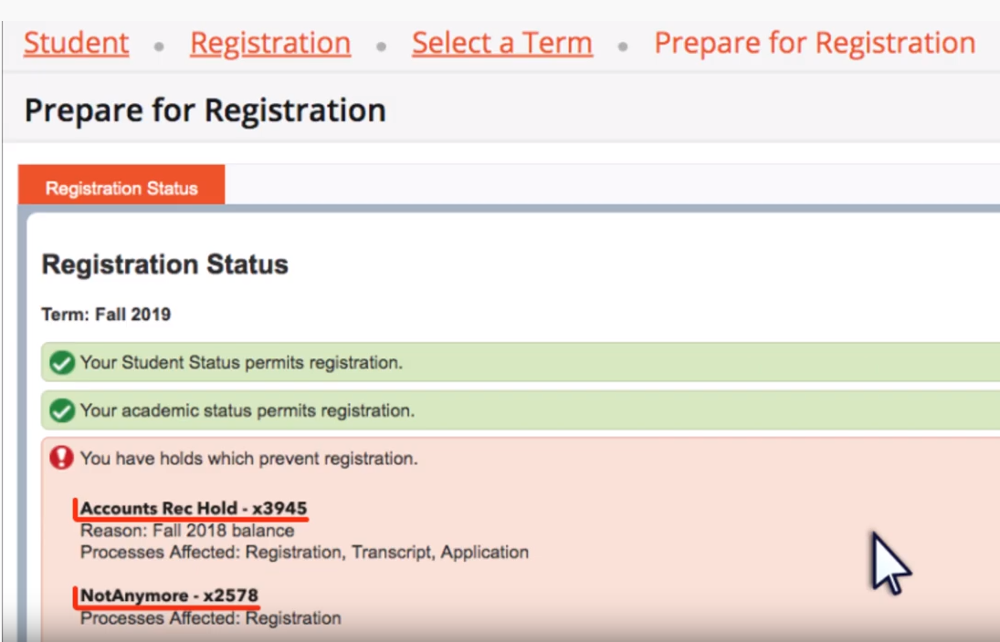 Student • Registration • Select a Term • Prepare for Registration
Prepare for Registration
Registration Status
Registration Status
Term: Fall 2019
Your Student Status permits registration.
Your academic status permits registration.
You have holds which prevent registration.
Accounts Rec Hold - x3945
Reason: Fall 2018 balance
Processes Affected: Registration, Transcript, Application
NotAnymore - x2578
Processes Affected: Registration